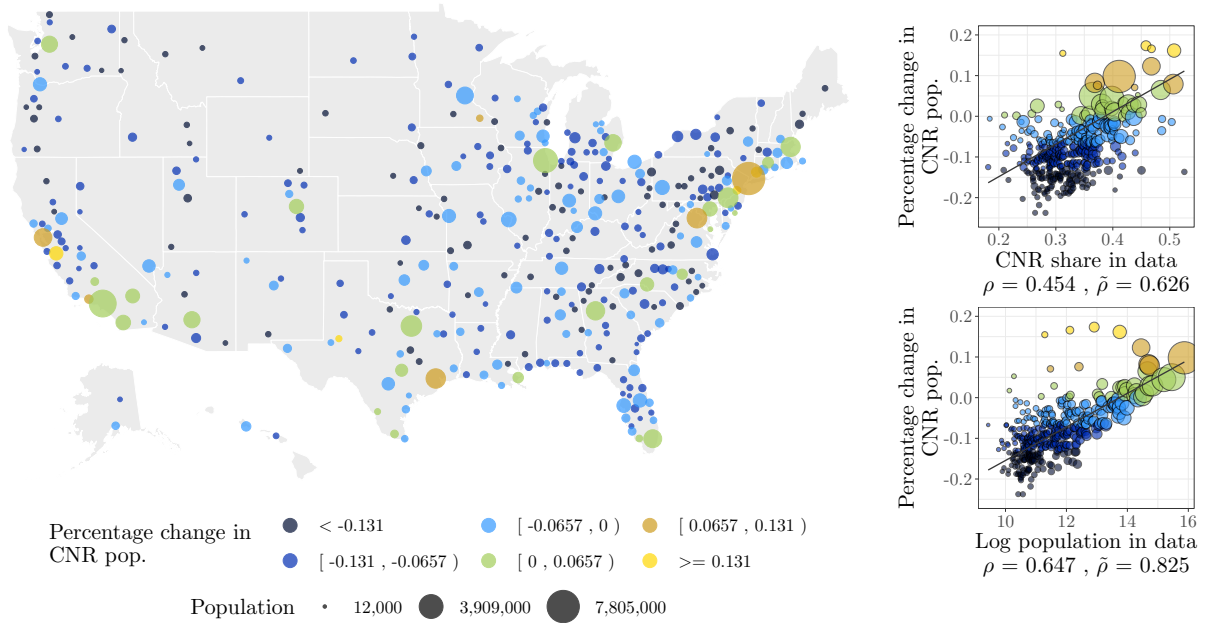 Percentage change in
CNR pop.
< -0.131
[ -0.131 , -0.0657 )
[ -0.0657 , 0 )
[ 0 , 0.0657 )
[ 0.0657 , 0.131 )
>= 0.131
Population
12,000
3,909,000
7,805,000
Percentage change in
CNR pop.
0.2
0.1
0.0
-0.1
-0.2
0.2 0.3 0.4 0.5
CNR share in data
ρ = 0.454 , ρ̃ = 0.626
Percentage change in
CNR pop.
0.2
0.1
0.0
-0.1
-0.2
10 12 14 16
Log population in data
ρ = 0.647 , ρ̃ = 0.825